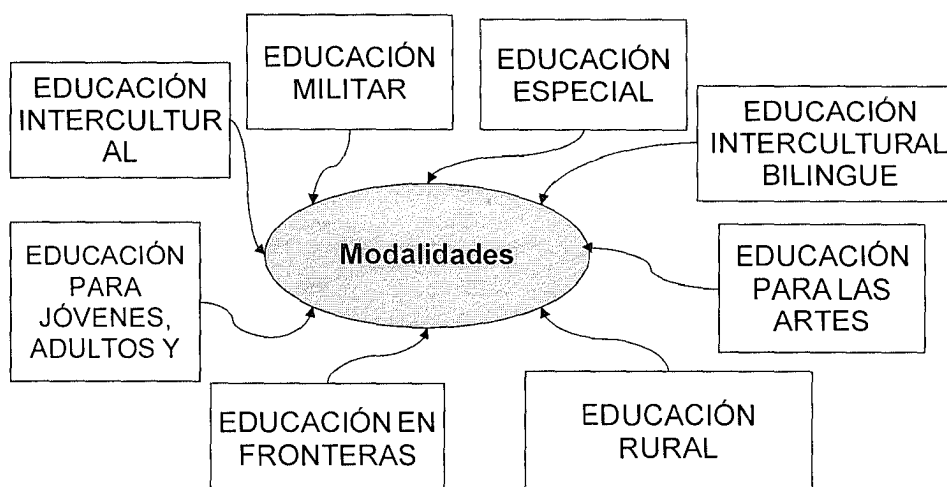 EDUCACIÓN
MILITAR
EDUCACIÓN
ESPECIAL
EDUCACIÓN
INTERCULTUR
AL
EDUCACIÓN
INTERCULTURAL
BILINGUE
Modalidades
EDUCACIÓN
PARA
JÓVENES,
ADULTOS Y
EDUCACIÓN
PARA LAS
ARTES
EDUCACIÓN EN
FRONTERAS
EDUCACIÓN
RURAL